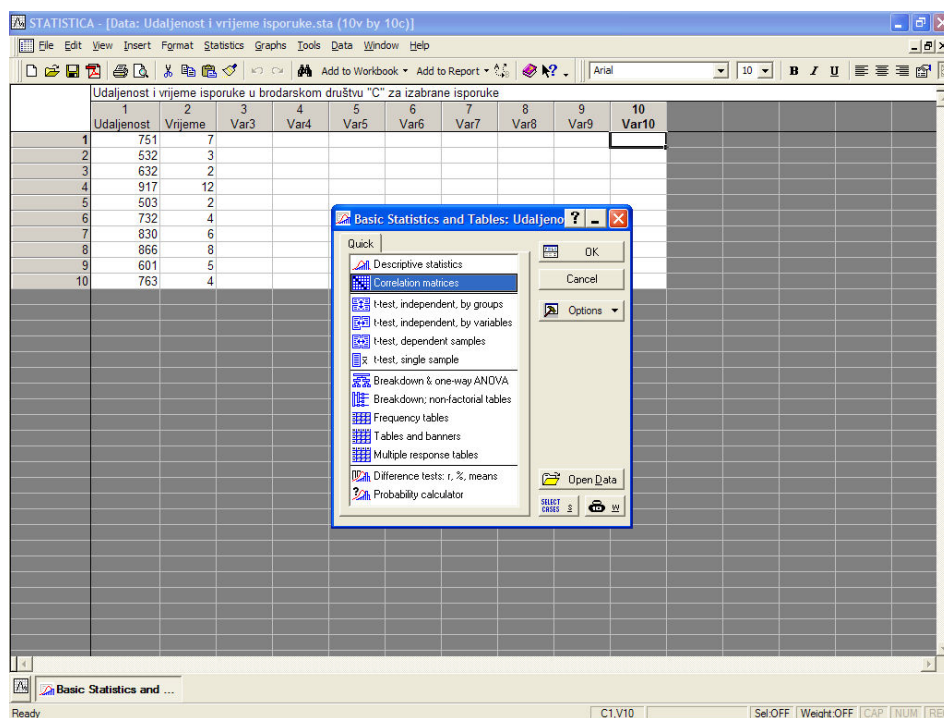 STATISTICA - [Data: Udaljenost i vrijeme isporuke.sta (10v by 10c)]
File Edit View Insert Format Statistics Graphs Tools Data Window Help
Add to Workbook Add to Report Arial 10 B I U
Udaljenost i vrijeme isporuke u brodarskom društvu "C" za izabrane isporuke
1 2 3 4 5 6 7 8 9 10
Udaljenost Vrijeme Var3 Var4 Var5 Var6 Var7 Var8 Var9 Var10
1 751 7
2 532 3
3 632 2
4 917 12
5 503 2
6 732 4
7 830 6
8 866 8
9 601 5
10 763 4
Basic Statistics and Tables: Udaljeno
Quick
Descriptive statistics
Correlation matrices
t-test, independent, by groups
t-test, independent, by variables
t-test, dependent samples
t-test, single sample
Breakdown & one-way ANOVA
Breakdown; non-factorial tables
Frequency tables
Tables and banners
Multiple response tables
Difference tests: r, %, means
Probability calculator
OK
Cancel
Options
Open Data
SELECT CASES S W
Basic Statistics and ...
Ready C1,V10 Sel:OFF Weight:OFF CAP NUM